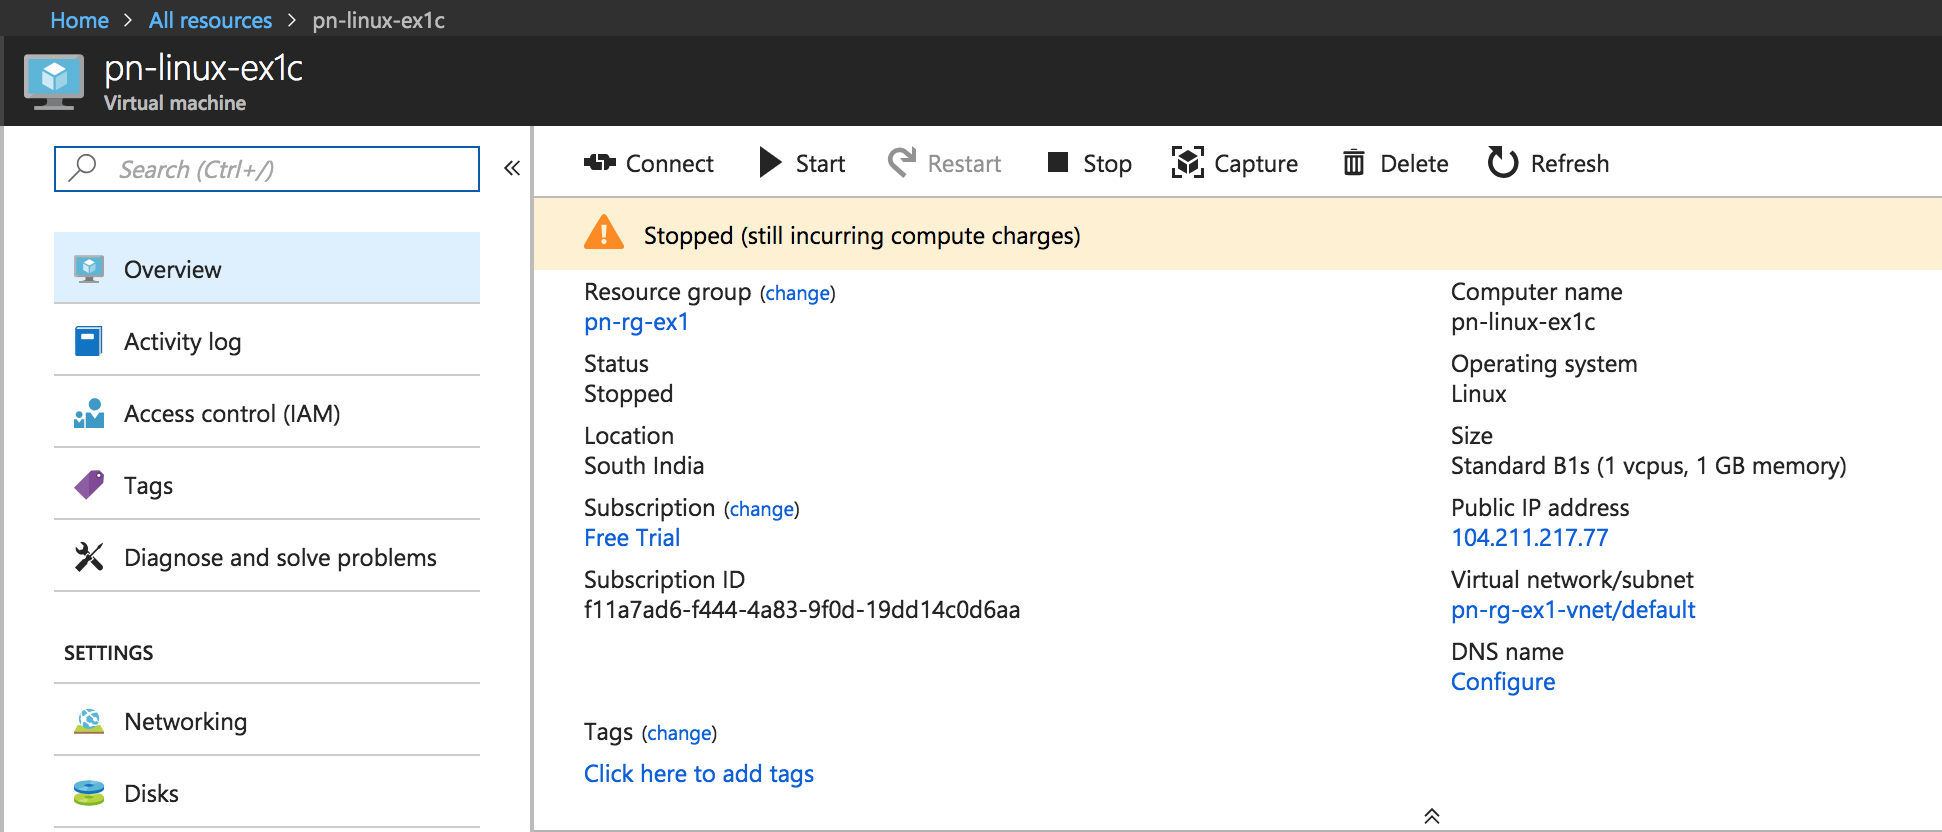 Home > All resources > pn-linux-ex1c
pn-linux-ex1c
Virtual machine
Search (Ctrl+/)
«
Overview
Activity log
Access control (IAM)
Tags
Diagnose and solve problems
SETTINGS
Networking
Disks
Connect Start Restart Stop Capture Delete Refresh
Stopped (still incurring compute charges)
Resource group (change)
pn-rg-ex1
Status
Stopped
Location
South India
Subscription (change)
Free Trial
Subscription ID
f11a7ad6-f444-4a83-9f0d-19dd14c0d6aa
Computer name
pn-linux-ex1c
Operating system
Linux
Size
Standard B1s (1 vcpus, 1 GB memory)
Public IP address
104.211.217.77
Virtual network/subnet
pn-rg-ex1-vnet/default
DNS name
Configure
Tags (change)
Click here to add tags